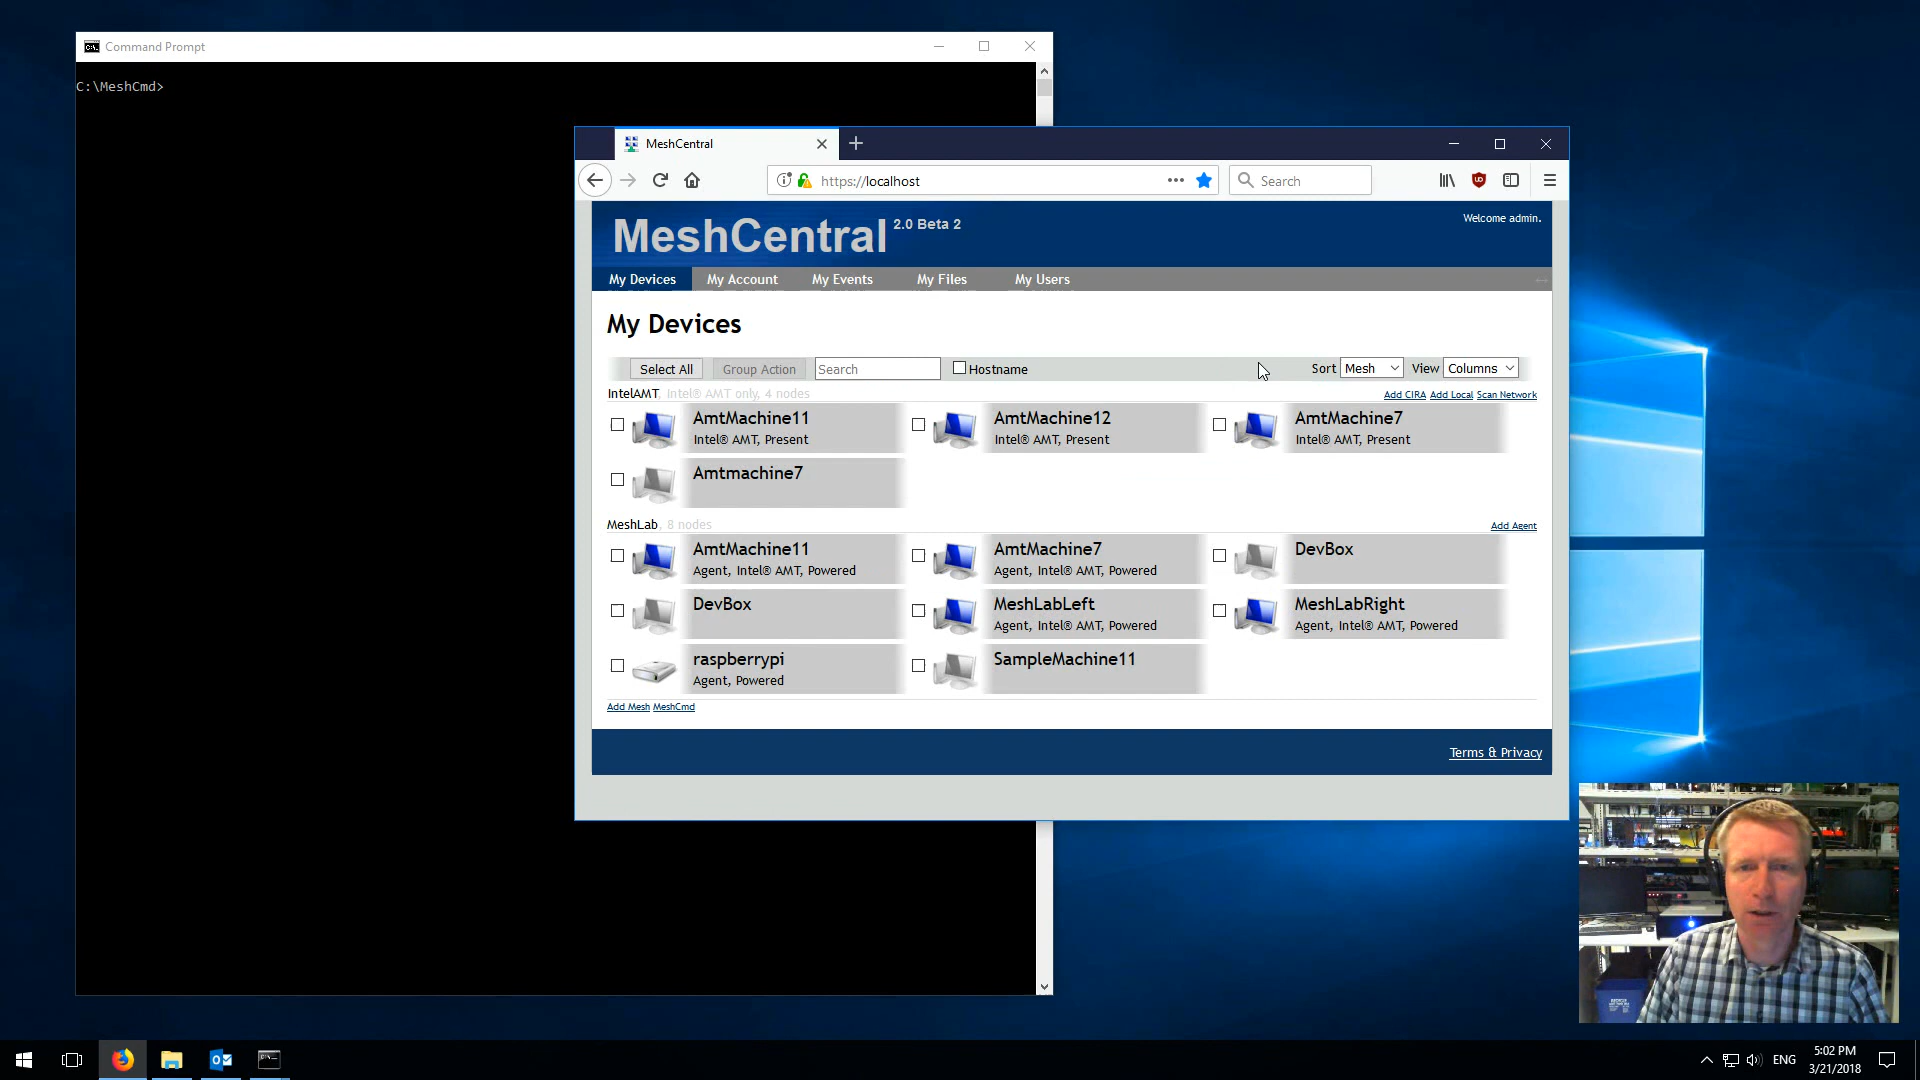 Command Prompt
C:\MeshCmd>
MeshCentral
https://localhost
Search
MeshCentral 2.0 Beta 2
Welcome admin.
My Devices My Account My Events My Files My Users
My Devices
Select All Group Action Search Hostname Sort Mesh View Columns
IntelAMT, Intel® AMT only, 4 nodes Add CIRA Add Local Scan Network
AmtMachine11 AmtMachine12 AmtMachine7
Intel® AMT, Present Intel® AMT, Present Intel® AMT, Present
Amtmachine7
MeshLab, 8 nodes Add Agent
AmtMachine11 AmtMachine7 DevBox
Agent, Intel® AMT, Powered Agent, Intel® AMT, Powered
DevBox MeshLabLeft MeshLabRight
Agent, Intel® AMT, Powered Agent, Intel® AMT, Powered
raspberrypi SampleMachine11
Agent, Powered
Add Mesh MeshCmd
Terms & Privacy
ENG
5:02 PM
3/21/2018